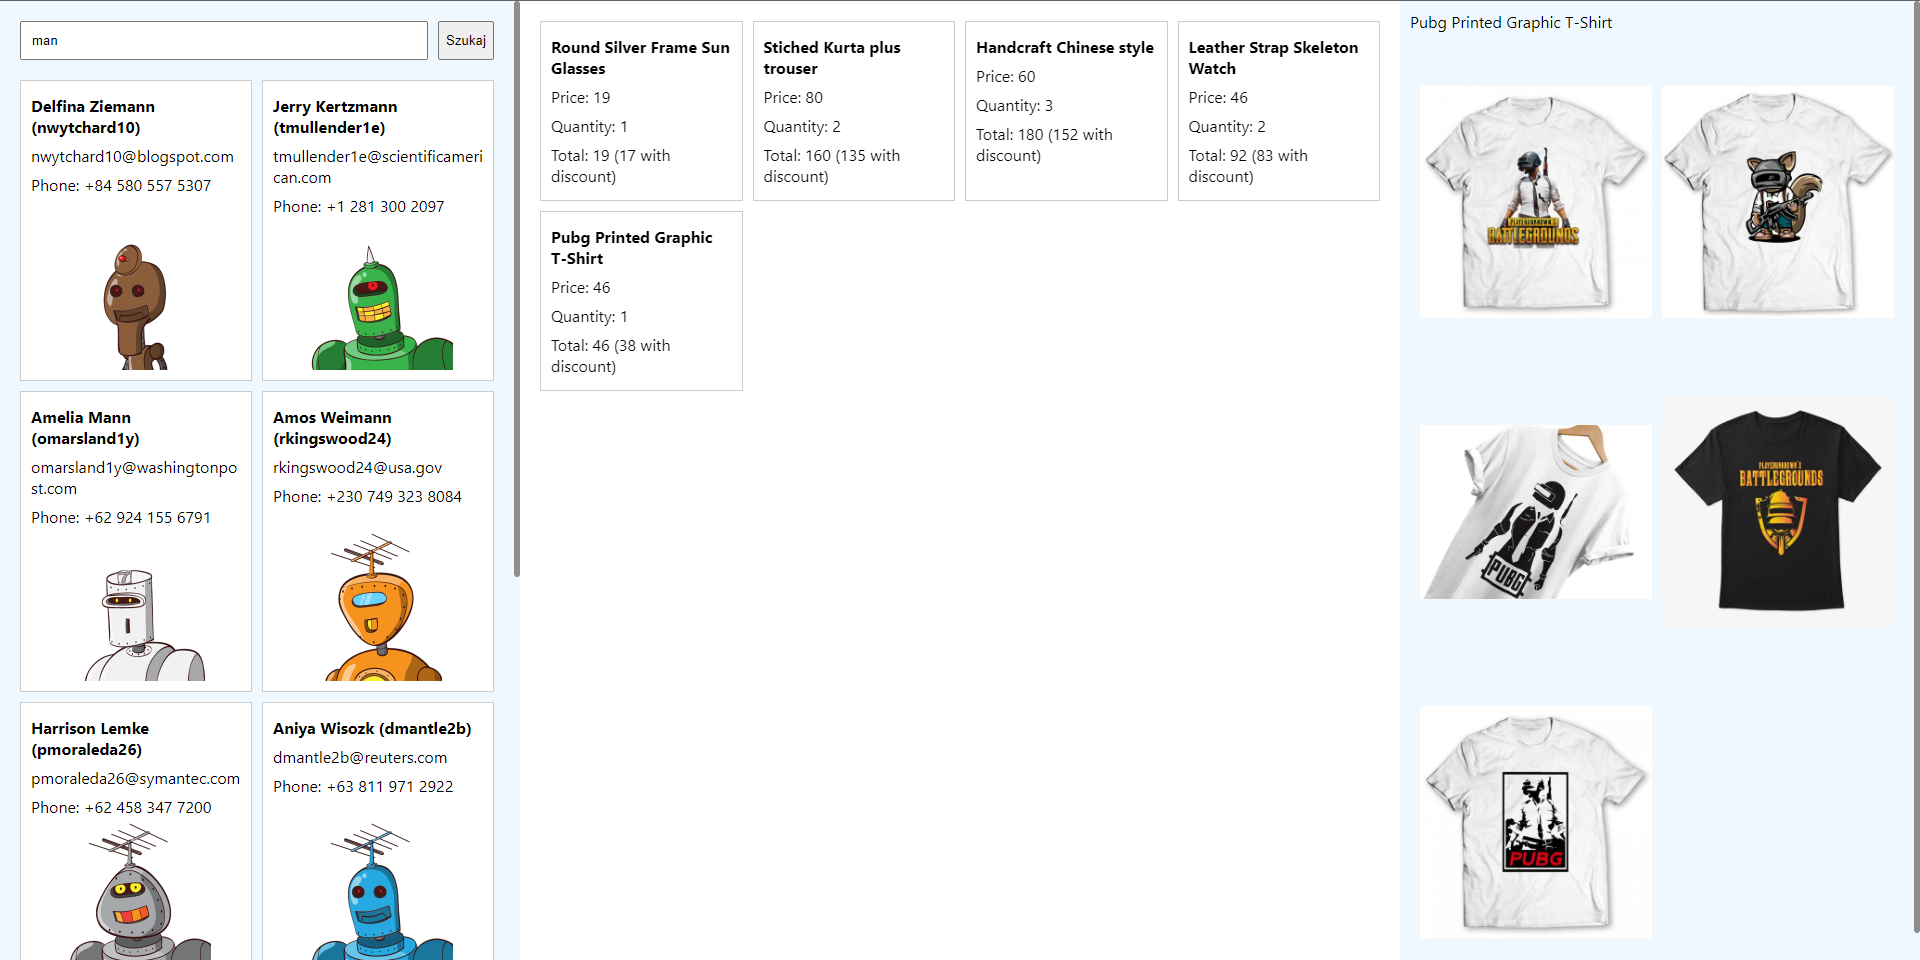 man
Szukaj
Delfina Ziemann
(nwytchard10)
nwytchard10@blogspot.com
Phone: +84 580 557 5307
Jerry Kertzmann
(tmullender1e)
tmullender1e@scientificameri
can.com
Phone: +1 281 300 2097
Amelia Mann
(omarsland1y)
omarsland1y@washingtonpo
st.com
Phone: +62 924 155 6791
Amos Weimann
(rkingswood24)
rkingswood24@usa.gov
Phone: +230 749 323 8084
Harrison Lemke
(pmoraleda26)
pmoraleda26@symantec.com
Phone: +62 458 347 7200
Aniya Wisozk (dmantle2b)
dmantle2b@reuters.com
Phone: +63 811 971 2922
Round Silver Frame Sun
Glasses
Price: 19
Quantity: 1
Total: 19 (17 with
discount)
Stiched Kurta plus
trouser
Price: 80
Quantity: 2
Total: 160 (135 with
discount)
Handcraft Chinese style
Price: 60
Quantity: 3
Total: 180 (152 with
discount)
Leather Strap Skeleton
Watch
Price: 46
Quantity: 2
Total: 92 (83 with
discount)
Pubg Printed Graphic
T-Shirt
Price: 46
Quantity: 1
Total: 46 (38 with
discount)
Pubg Printed Graphic T-Shirt
PLAYERUNKNOWN'S
BATTLEGROUNDS
PUBG
PLAYERUNKNOWN'S
BATTLEGROUNDS
PUBG